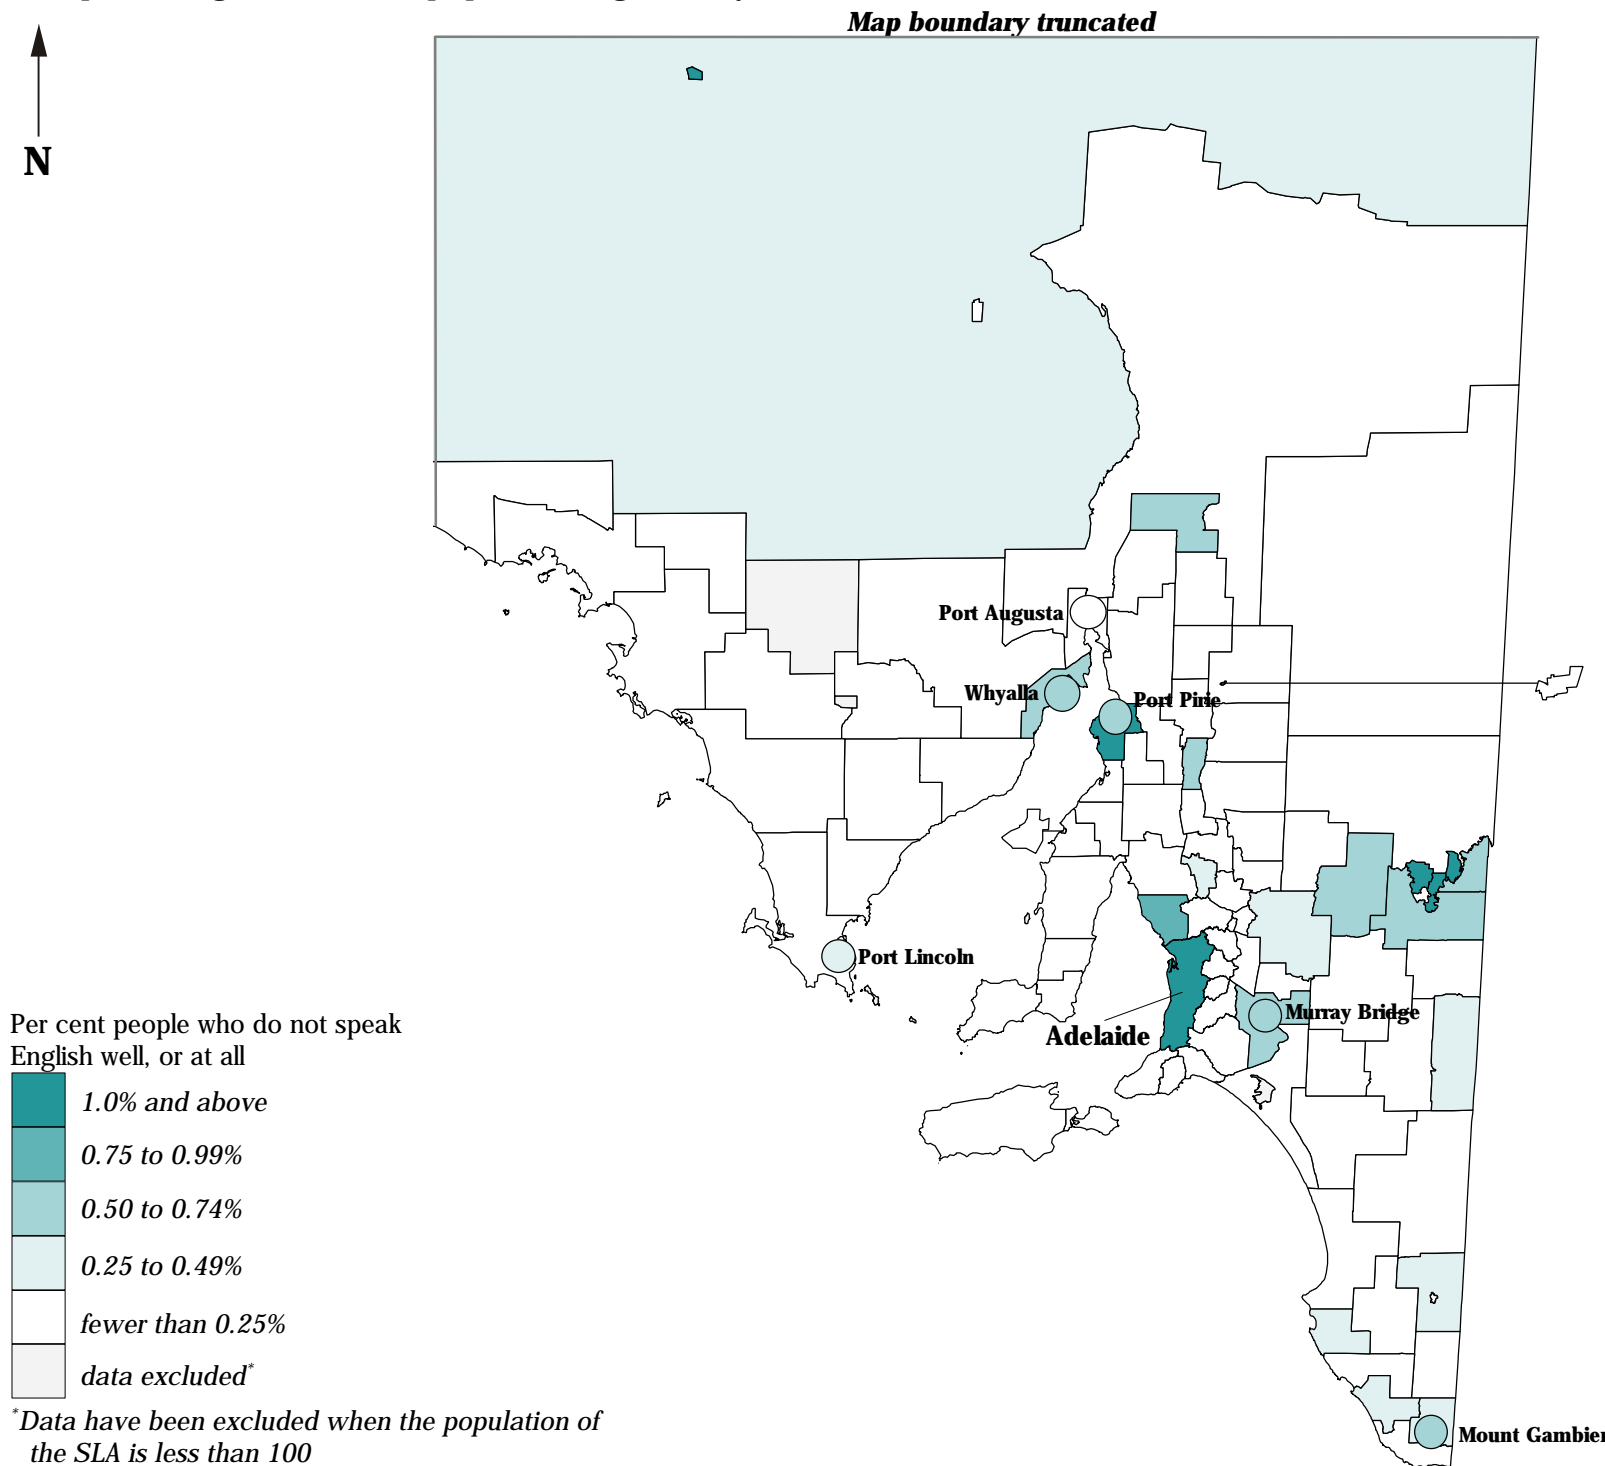 Map boundary truncated
N
Port Augusta
Whyalla
Port Pirie
Port Lincoln
Murray Bridge
Adelaide
Per cent people who do not speak
English well, or at all
1.0% and above
0.75 to 0.99%
0.50 to 0.74%
0.25 to 0.49%
fewer than 0.25%
data excluded*
*Data have been excluded when the population of
the SLA is less than 100
Mount Gambier